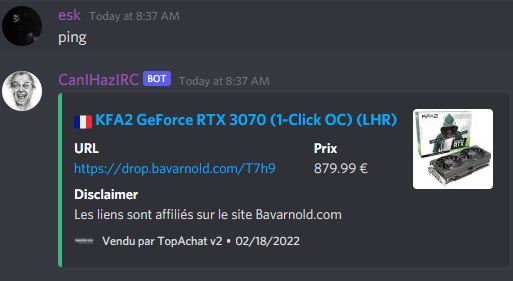 esk Today at 8:37 AM
ping
CanIHazIRC BOT Today at 8:37 AM
KFA2 GeForce RTX 3070 (1-Click OC) (LHR)
URL Prix
https://drop.bavarnold.com/T7h9 879.99 €
Disclaimer
Les liens sont affiliés sur le site Bavarnold.com
Vendu par TopAchat v2 • 02/18/2022
KFA2
RTX